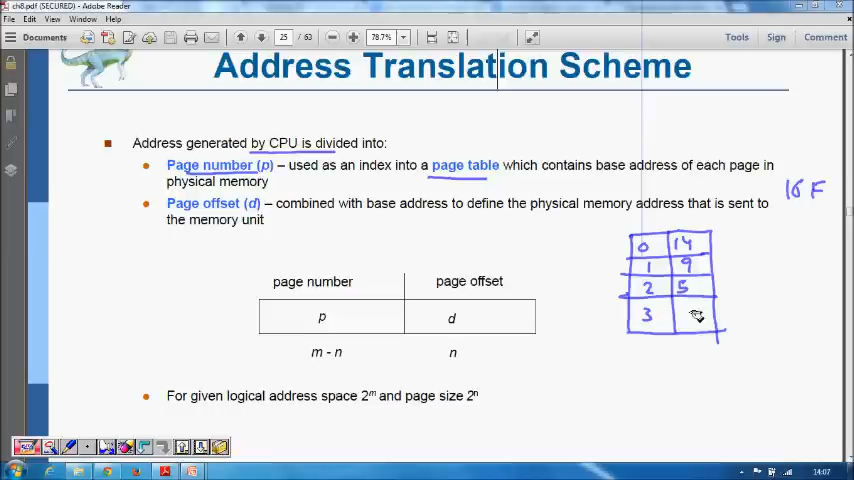 ch8.pdf (SECURED) - Adobe Reader
File Edit View Window Help
Documents 25 / 63 78.7% Tools Sign Comment
Address Translation Scheme
Address generated by CPU is divided into:
Page number (p) – used as an index into a page table which contains base address of each page in
physical memory
Page offset (d) – combined with base address to define the physical memory address that is sent to
the memory unit
16 F
0 14
1 9
2 5
3
page number page offset
p d
m - n n
For given logical address space 2ᵐ and page size 2ⁿ
14:07